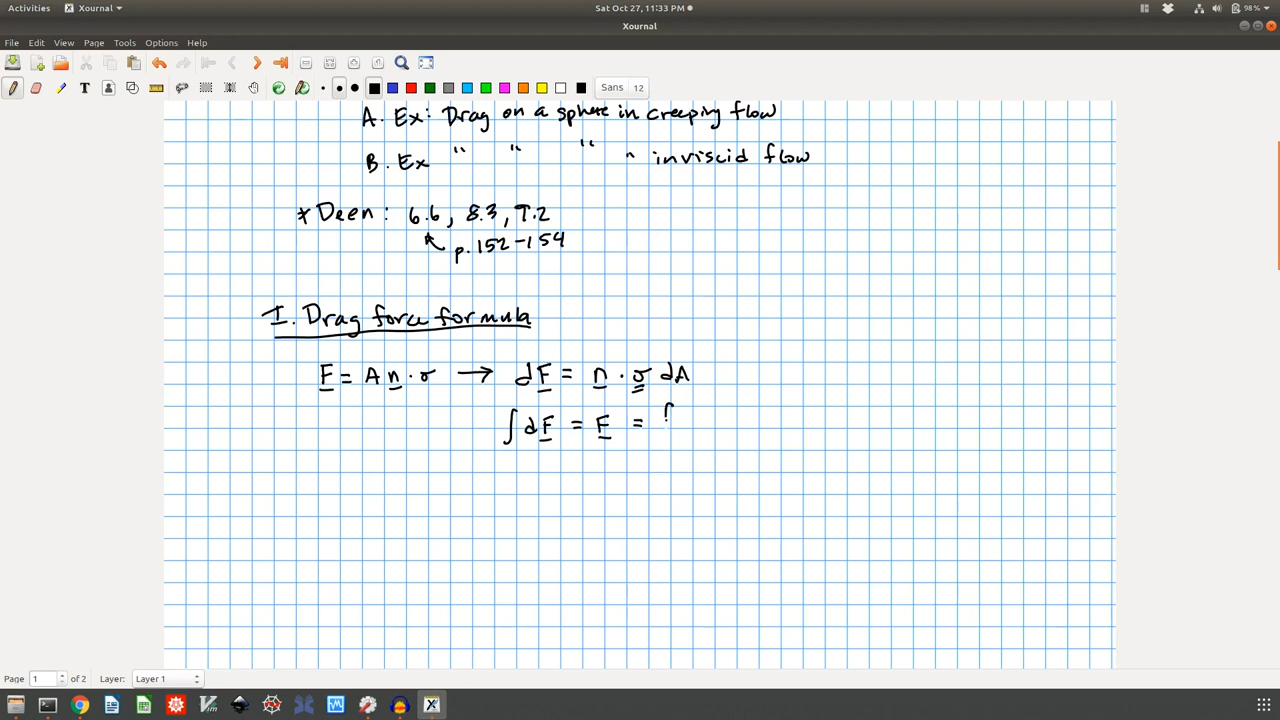 Activities
Xournal
Sat Oct 27, 11:33 PM
98%
Xournal
File Edit View Page Tools Options Help
Sans 12
A. Ex: Drag on a sphere in creeping flow
B. Ex " " " " inviscid flow
* Deen: 6.6, 8.3, 9.2
p. 152-154
I. Drag force formula
F = A n · σ → dF = n · σ dA
∫ dF = F = ∫
Page 1 of 2 Layer: Layer 1